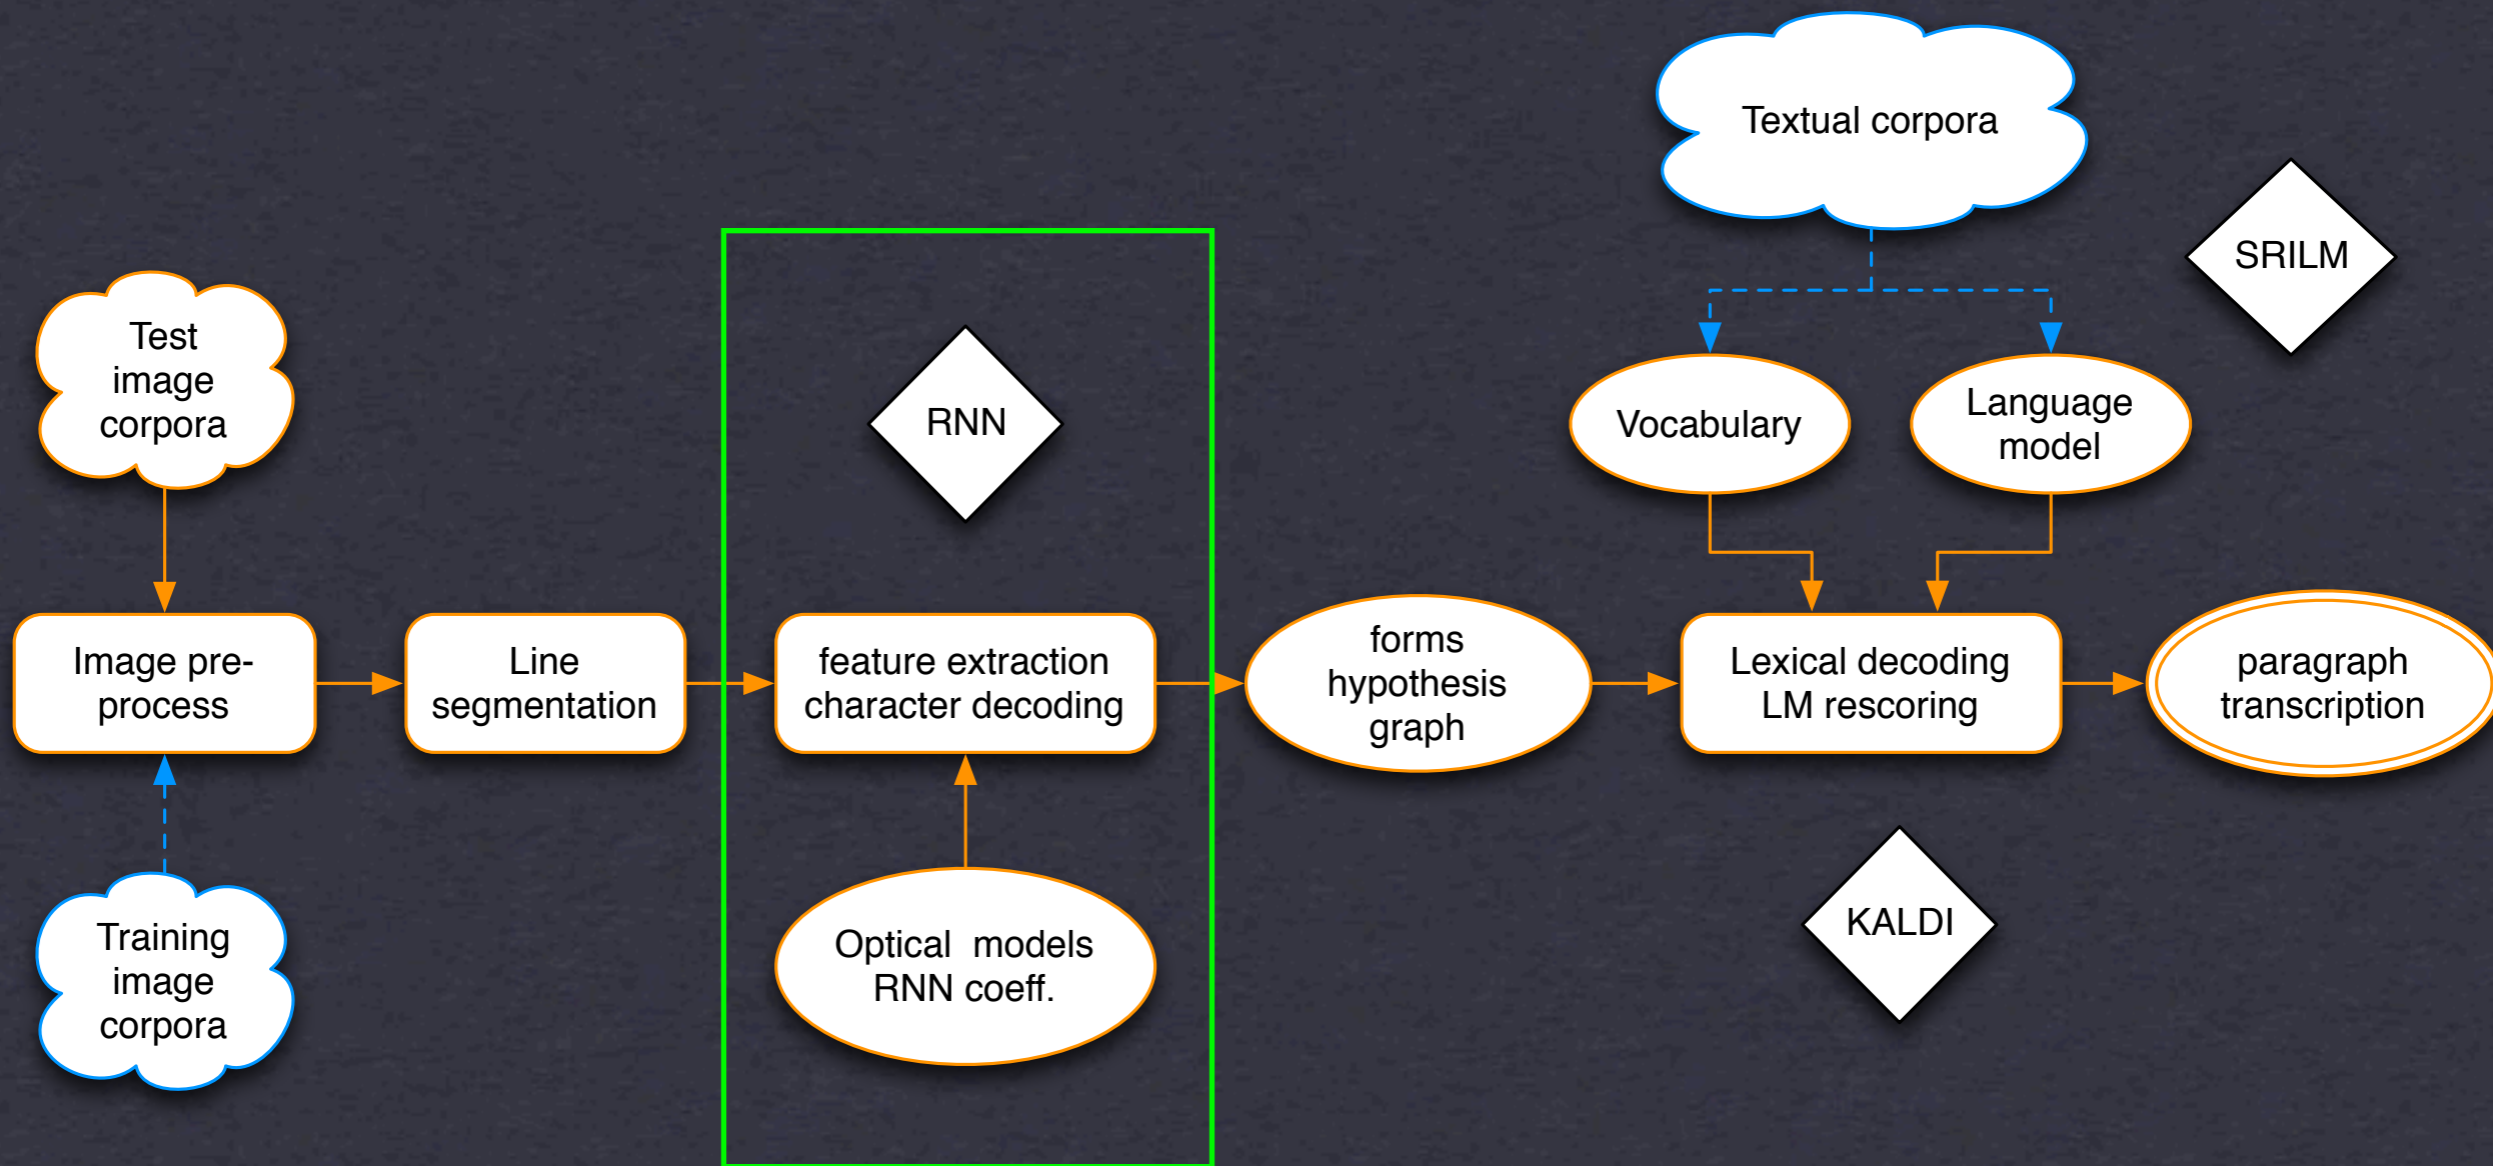 Textual corpora
SRILM
Test
image
corpora
RNN
Vocabulary
Language
model
Image pre-
process
Line
segmentation
feature extraction
character decoding
forms
hypothesis
graph
Lexical decoding
LM rescoring
paragraph
transcription
Training
image
corpora
Optical models
RNN coeff.
KALDI